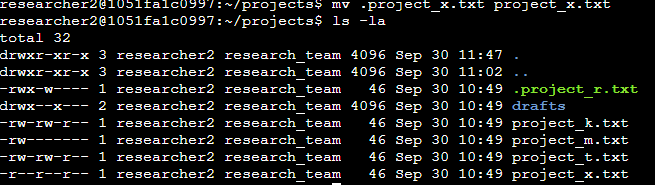 researcher2@1051fa1c0997:~/projects$ mv .project_x.txt project_x.txt
researcher2@1051fa1c0997:~/projects$ ls -la
total 32
drwxr-xr-x 3 researcher2 research_team 4096 Sep 30 11:47 .
drwxr-xr-x 3 researcher2 research_team 4096 Sep 30 11:02 ..
-rwx-w---- 1 researcher2 research_team   46 Sep 30 10:49 .project_r.txt
drwx--x--- 2 researcher2 research_team 4096 Sep 30 10:49 drafts
-rw-rw-r-- 1 researcher2 research_team   46 Sep 30 10:49 project_k.txt
-rw------- 1 researcher2 research_team   46 Sep 30 10:49 project_m.txt
-rw-rw-r-- 1 researcher2 research_team   46 Sep 30 10:49 project_t.txt
-r--r--r-- 1 researcher2 research_team   46 Sep 30 10:49 project_x.txt